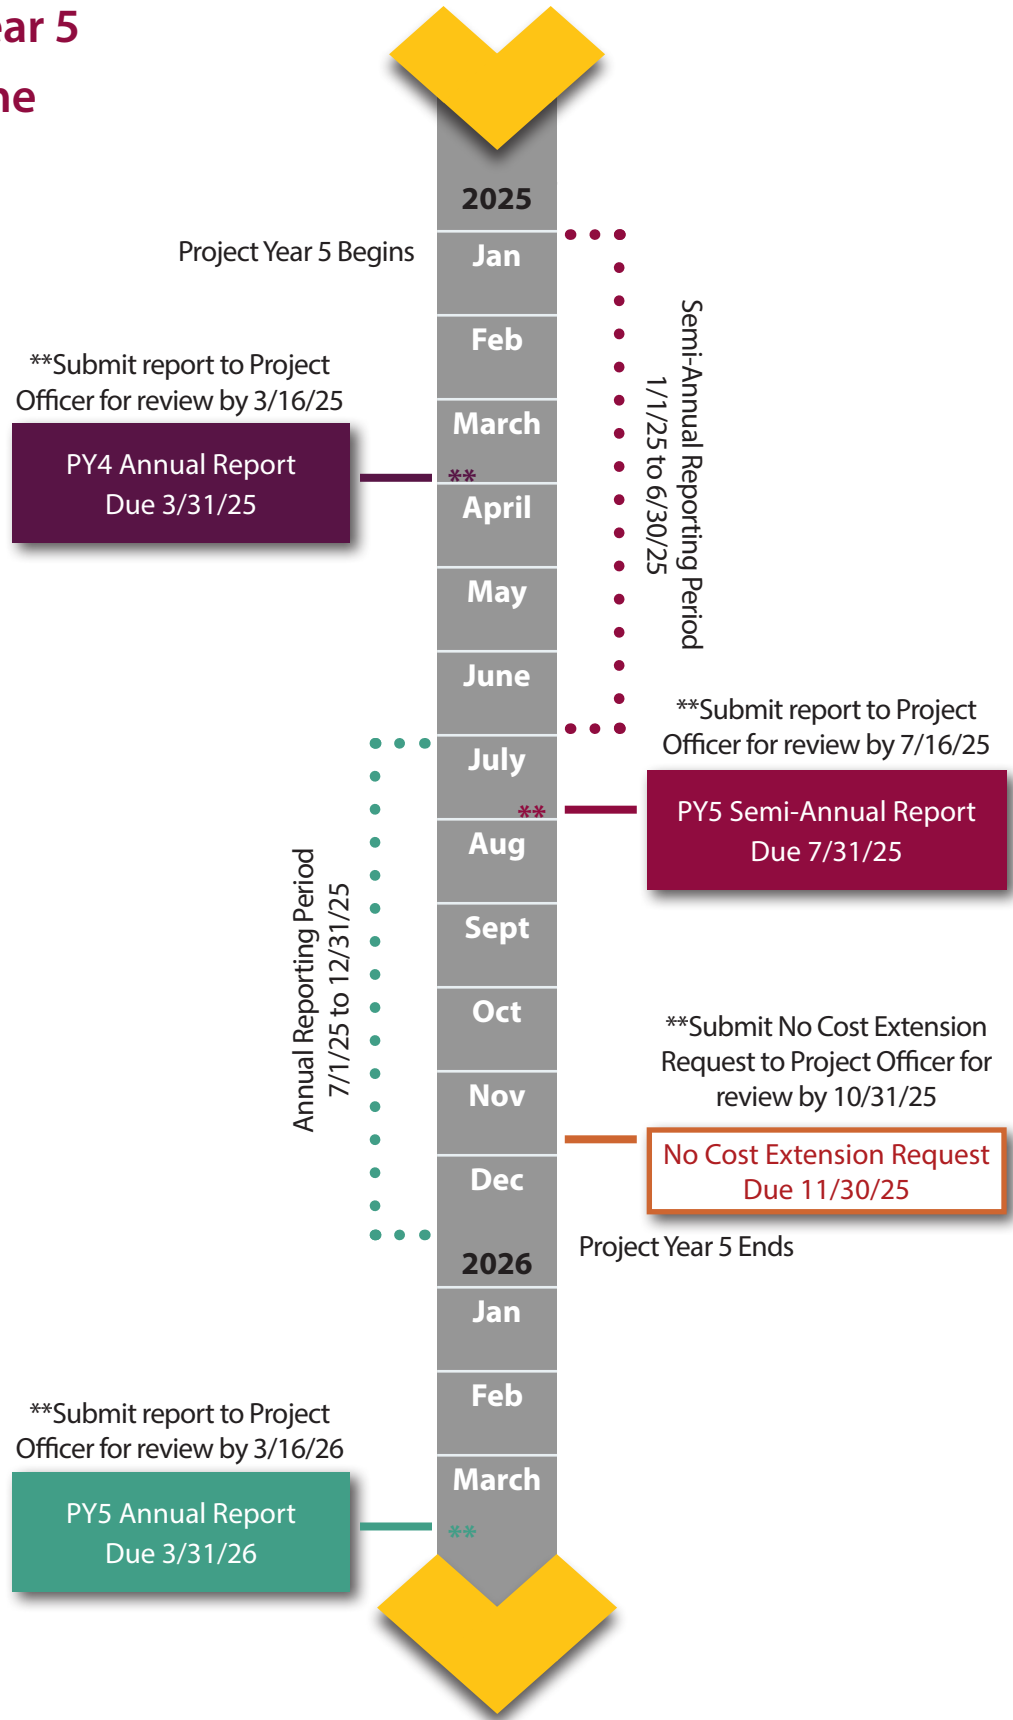 ear 5
ne
2025
Project Year 5 Begins
Jan
Feb
**Submit report to Project
Officer for review by 3/16/25
PY4 Annual Report
Due 3/31/25
March
**
April
May
June
Semi-Annual Reporting Period
1/1/25 to 6/30/25
**Submit report to Project
Officer for review by 7/16/25
July
**
PY5 Semi-Annual Report
Due 7/31/25
Aug
Annual Reporting Period
7/1/25 to 12/31/25
Sept
Oct
**Submit No Cost Extension
Request to Project Officer for
review by 10/31/25
Nov
No Cost Extension Request
Due 11/30/25
Dec
Project Year 5 Ends
2026
Jan
Feb
**Submit report to Project
Officer for review by 3/16/26
March
PY5 Annual Report
Due 3/31/26
**